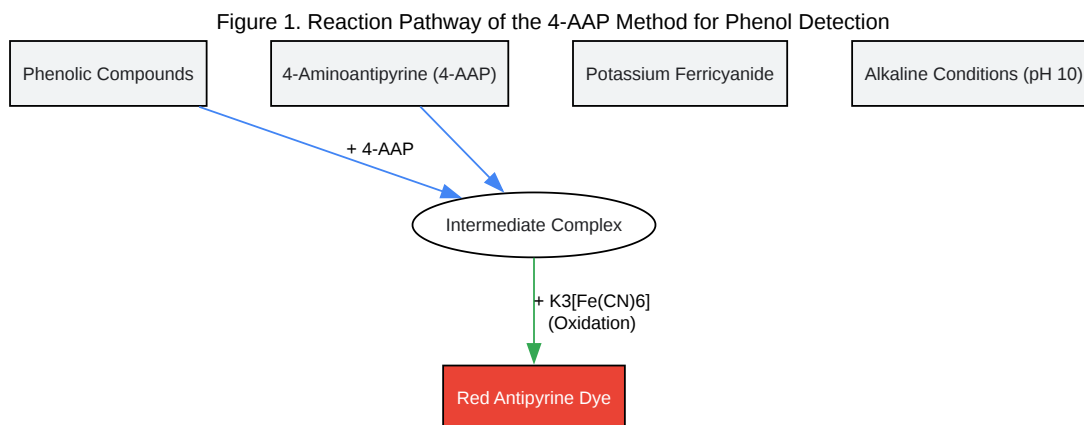 Figure 1. Reaction Pathway of the 4-AAP Method for Phenol Detection
Phenolic Compounds
4-Aminoantipyrine (4-AAP)
Potassium Ferricyanide
Alkaline Conditions (pH 10)
+ 4-AAP
Intermediate Complex
+ K3[Fe(CN)6]
(Oxidation)
Red Antipyrine Dye